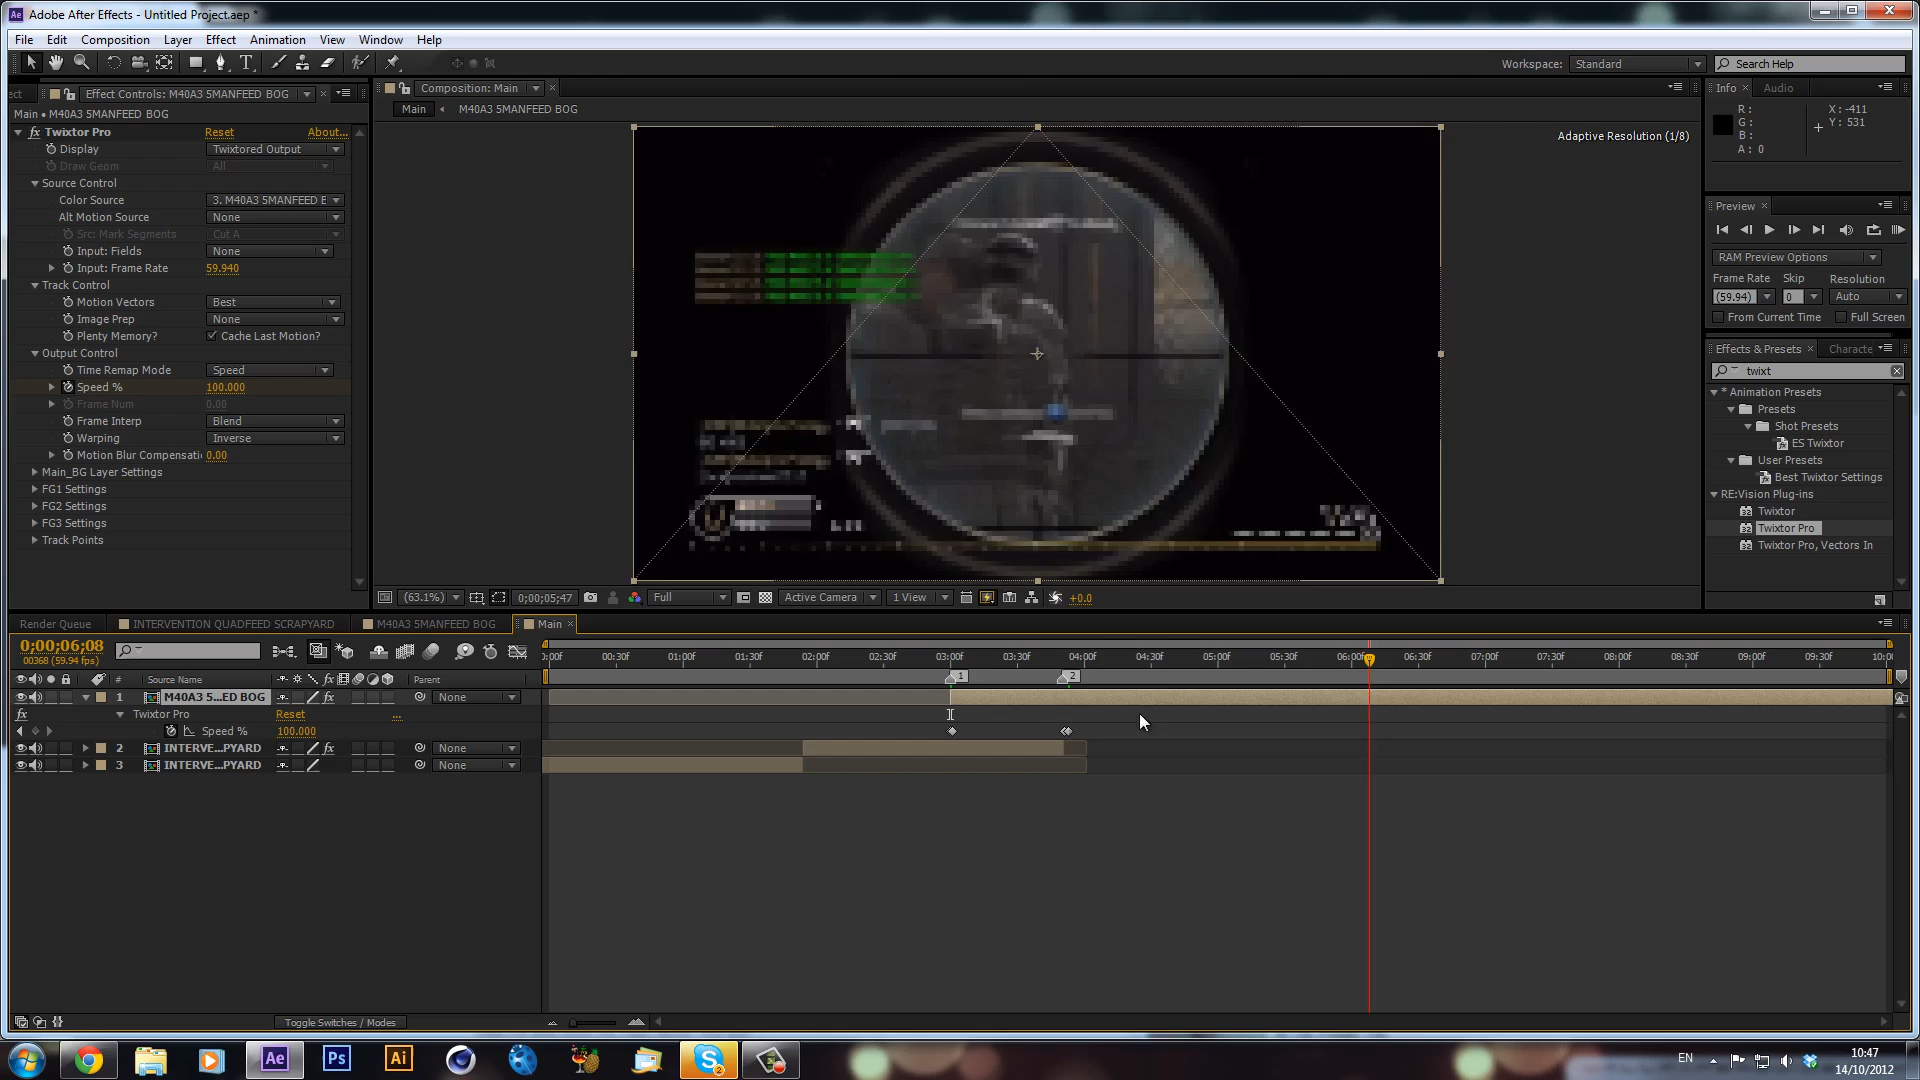 Adobe After Effects - Untitled Project.aep *
File Edit Composition Layer Effect Animation View Window Help
Workspace: Standard Search Help
Effect Controls: M40A3 5MANFEED BOG
Main • M40A3 5MANFEED BOG
Twixtor Pro Reset About...
Display Twixtored Output
Draw Geom All
Source Control
Color Source 3. M40A3 5MANFEED E
Alt Motion Source None
Src: Mark Segments Cut A
Input: Fields None
Input: Frame Rate 59.940
Track Control
Motion Vectors Best
Image Prep None
Plenty Memory? Cache Last Motion?
Output Control
Time Remap Mode Speed
Speed % 100.000
Frame Num 0.00
Frame Interp Blend
Warping Inverse
Motion Blur Compensati 0.00
Main_BG Layer Settings
FG1 Settings
FG2 Settings
FG3 Settings
Track Points
Composition: Main
Main M40A3 5MANFEED BOG
Adaptive Resolution (1/8)
(63.1%) 0;00;05;47 Full Active Camera 1 View +0.0
Info Audio
R: X: -411
G: Y: 531
B:
A: 0
Preview
RAM Preview Options
Frame Rate Skip Resolution
(59.94) 0 Auto
From Current Time Full Screen
Effects & Presets Characte
twixt
* Animation Presets
Presets
Shot Presets
ES Twixtor
User Presets
Best Twixtor Settings
RE:Vision Plug-ins
32 Twixtor
32 Twixtor Pro
32 Twixtor Pro, Vectors In
Render Queue INTERVENTION QUADFEED SCRAPYARD M40A3 5MANFEED BOG Main
0;00;06;08
00368 (59.94 fps)
):00f 00:30f 01:00f 01:30f 02:00f 02:30f 03:00f 03:30f 04:00f 04:30f 05:00f 05:30f 06:00f 06:30f 07:00f 07:30f 08:00f 08:30f 09:00f 09:30f 10:0
1 2
# Source Name fx Parent
1 M40A3 5...ED BOG fx None
fx Twixtor Pro Reset ...
Speed % 100.000
2 INTERVE...PYARD fx None
3 INTERVE...PYARD None
Toggle Switches / Modes
Ae Ps Ai S 2
EN
10:47
14/10/2012